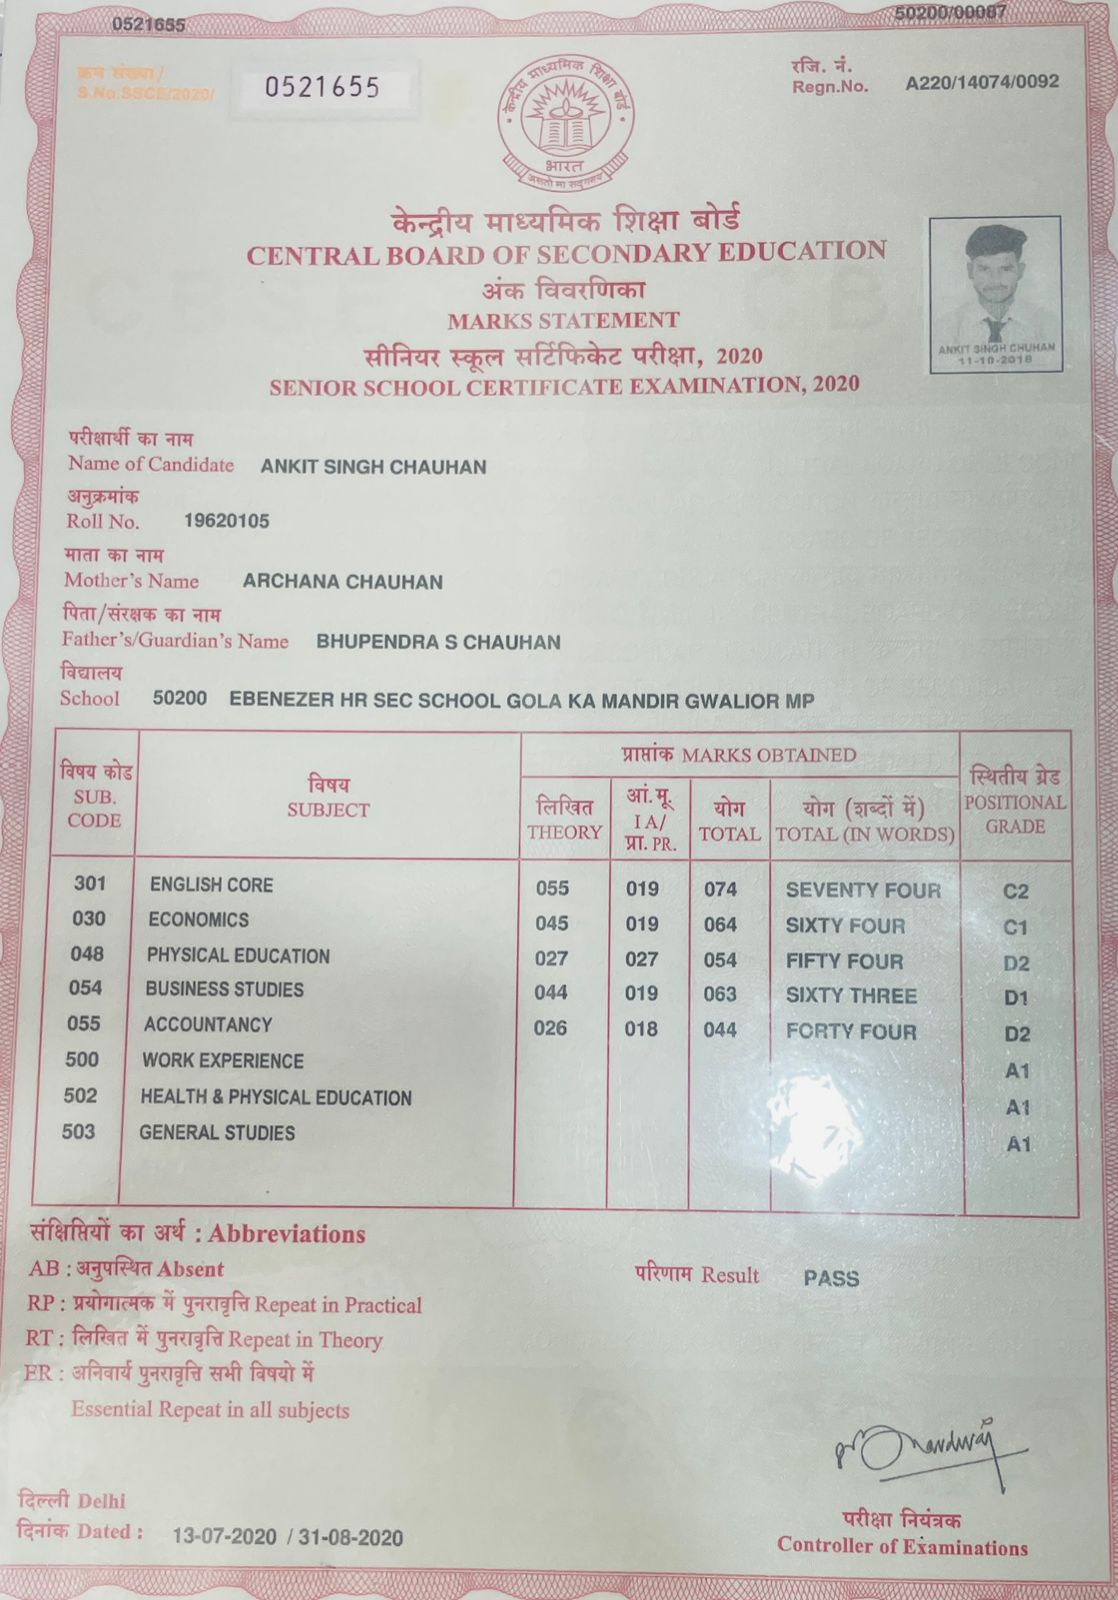 0521655
50200/00087
क्रम संख्या/
S.No.SSCE/2020/
0521655
रजि. नं.
Regn.No. A220/14074/0092
केन्द्रीय माध्यमिक शिक्षा बोर्ड
भारत
असतो मा सद्गमय
केन्द्रीय माध्यमिक शिक्षा बोर्ड
CENTRAL BOARD OF SECONDARY EDUCATION
अंक विवरणिका
MARKS STATEMENT
सीनियर स्कूल सर्टिफिकेट परीक्षा, 2020
SENIOR SCHOOL CERTIFICATE EXAMINATION, 2020
ANKIT SINGH CHUHAN
11-10-2018
परीक्षार्थी का नाम
Name of Candidate ANKIT SINGH CHAUHAN
अनुक्रमांक
Roll No. 19620105
माता का नाम
Mother's Name ARCHANA CHAUHAN
पिता/संरक्षक का नाम
Father's/Guardian's Name BHUPENDRA S CHAUHAN
विद्यालय
School 50200 EBENEZER HR SEC SCHOOL GOLA KA MANDIR GWALIOR MP
विषय कोड
SUB. CODE
विषय
SUBJECT
प्राप्तांक MARKS OBTAINED
लिखित
THEORY
आं.मू.
I A/
प्रा. PR.
योग
TOTAL
योग (शब्दों में)
TOTAL (IN WORDS)
स्थितीय ग्रेड
POSITIONAL
GRADE
301 ENGLISH CORE 055 019 074 SEVENTY FOUR C2
030 ECONOMICS 045 019 064 SIXTY FOUR C1
048 PHYSICAL EDUCATION 027 027 054 FIFTY FOUR D2
054 BUSINESS STUDIES 044 019 063 SIXTY THREE D1
055 ACCOUNTANCY 026 018 044 FORTY FOUR D2
500 WORK EXPERIENCE A1
502 HEALTH & PHYSICAL EDUCATION A1
503 GENERAL STUDIES A1
संक्षिप्तियों का अर्थ : Abbreviations
AB : अनुपस्थित Absent
परिणाम Result PASS
RP : प्रयोगात्मक में पुनरावृत्ति Repeat in Practical
RT : लिखित में पुनरावृत्ति Repeat in Theory
ER : अनिवार्य पुनरावृत्ति सभी विषयो में
Essential Repeat in all subjects
दिल्ली Delhi
दिनांक Dated : 13-07-2020 / 31-08-2020
परीक्षा नियंत्रक
Controller of Examinations